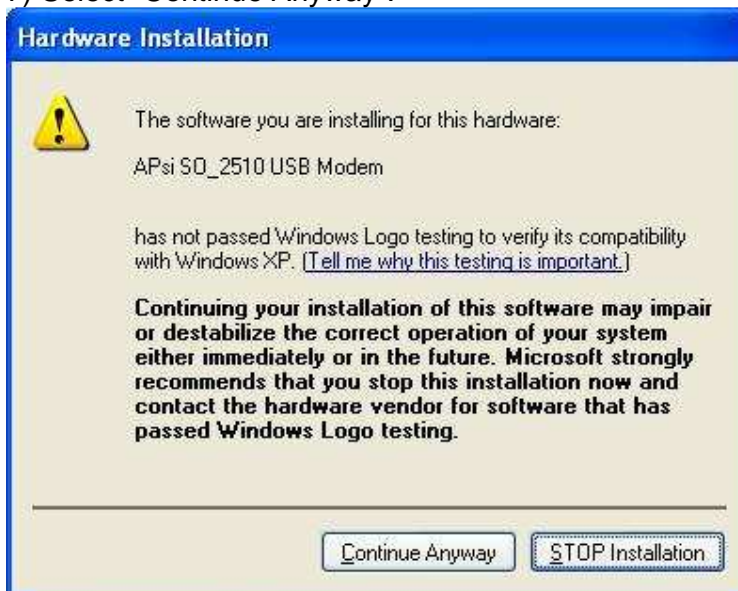 7) Select "Continue Anyway".
Hardware Installation
The software you are installing for this hardware:
APsi SO_2510 USB Modem
has not passed Windows Logo testing to verify its compatibility
with Windows XP. (Tell me why this testing is important.)
Continuing your installation of this software may impair
or destabilize the correct operation of your system
either immediately or in the future. Microsoft strongly
recommends that you stop this installation now and
contact the hardware vendor for software that has
passed Windows Logo testing.
Continue Anyway
STOP Installation